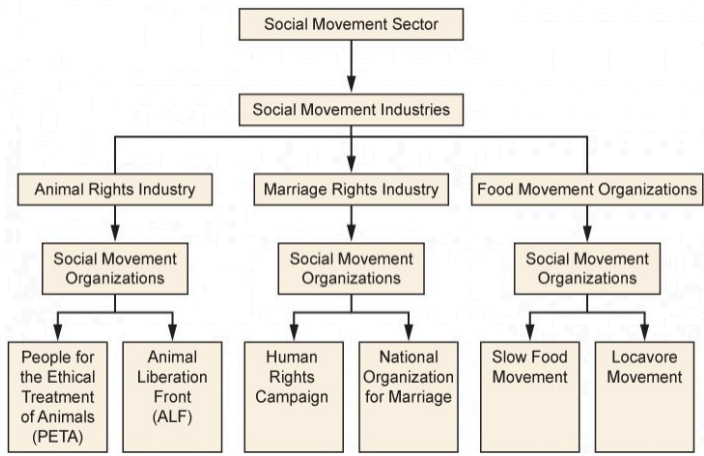 Social Movement Sector
Social Movement Industries
Animal Rights Industry
Marriage Rights Industry
Food Movement Organizations
Social Movement
Organizations
Social Movement
Organizations
Social Movement
Organizations
People for
the Ethical
Treatment
of Animals
(PETA)
Animal
Liberation
Front
(ALF)
Human
Rights
Campaign
National
Organization
for Marriage
Slow Food
Movement
Locavore
Movement